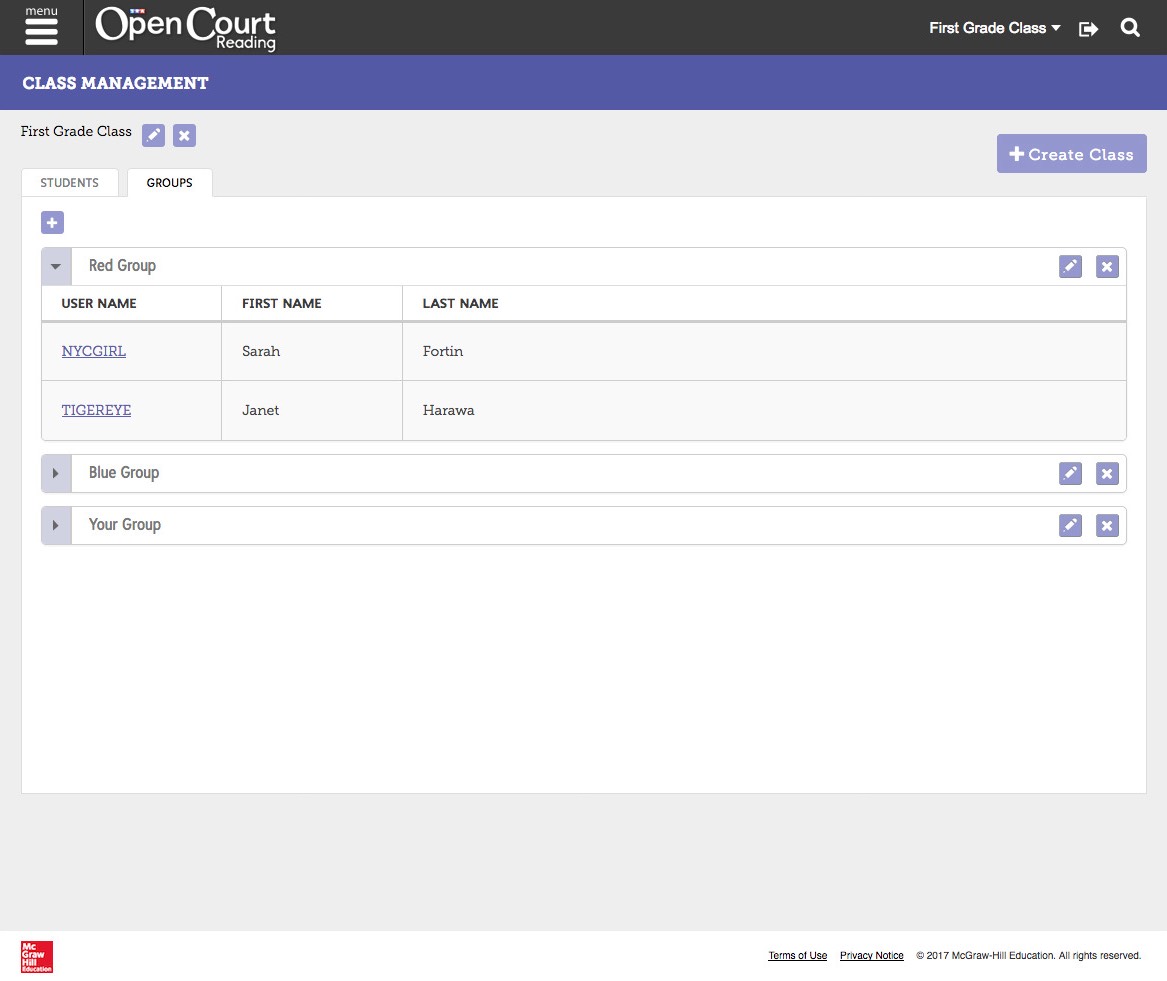 menu
Open Court
Reading
First Grade Class
CLASS MANAGEMENT
First Grade Class
Create Class
STUDENTS
GROUPS
Red Group
USER NAME FIRST NAME LAST NAME
NYCGIRL Sarah Fortin
TIGEREYE Janet Harawa
Blue Group
Your Group
Mc
Graw
Hill
Education
Terms of Use Privacy Notice © 2017 McGraw-Hill Education. All rights reserved.